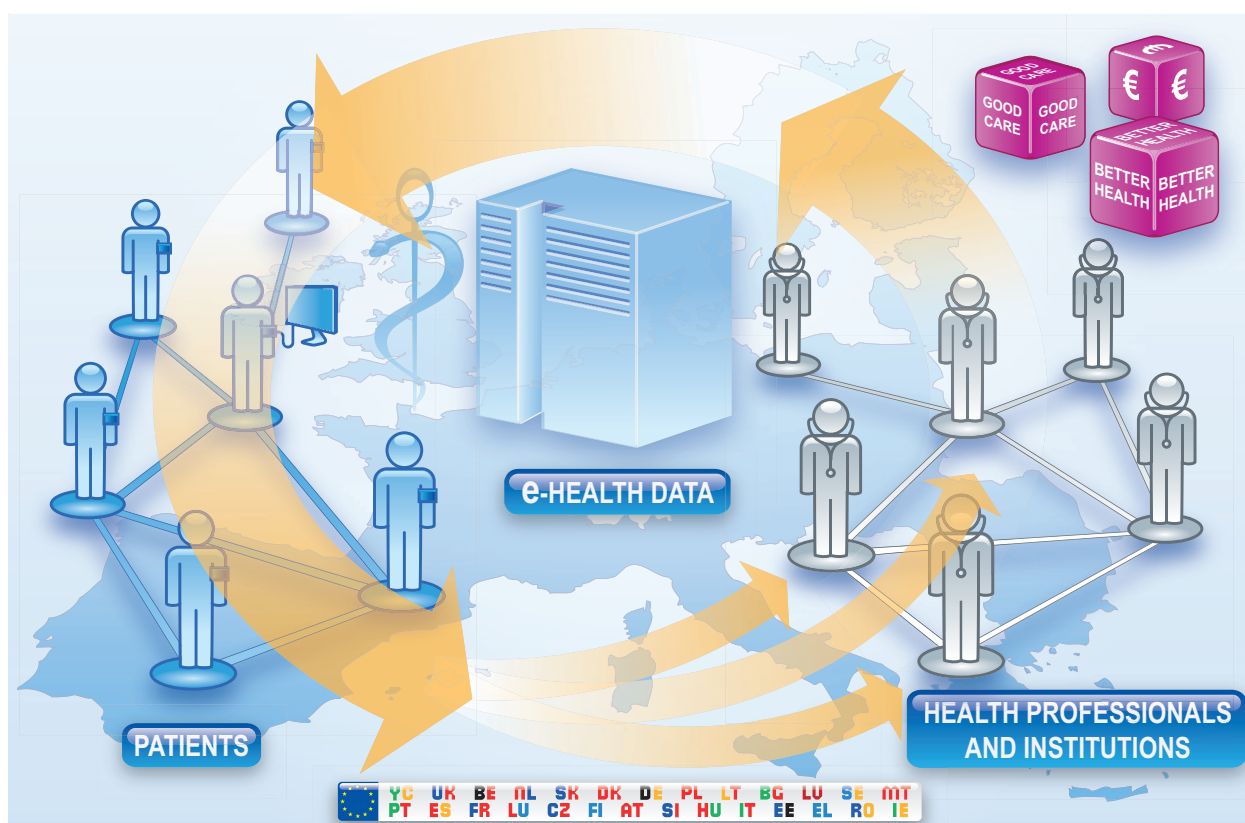 GOOD CARE
GOOD CARE
GOOD CARE
€
€
€
BETTER HEALTH
BETTER HEALTH
BETTER HEALTH
e-HEALTH DATA
PATIENTS
HEALTH PROFESSIONALS
AND INSTITUTIONS
YC UK BE NL SK DK DE PL LT BG LV SE MT
PT ES FR LU CZ FI AT SI HU IT EE EL RO IE